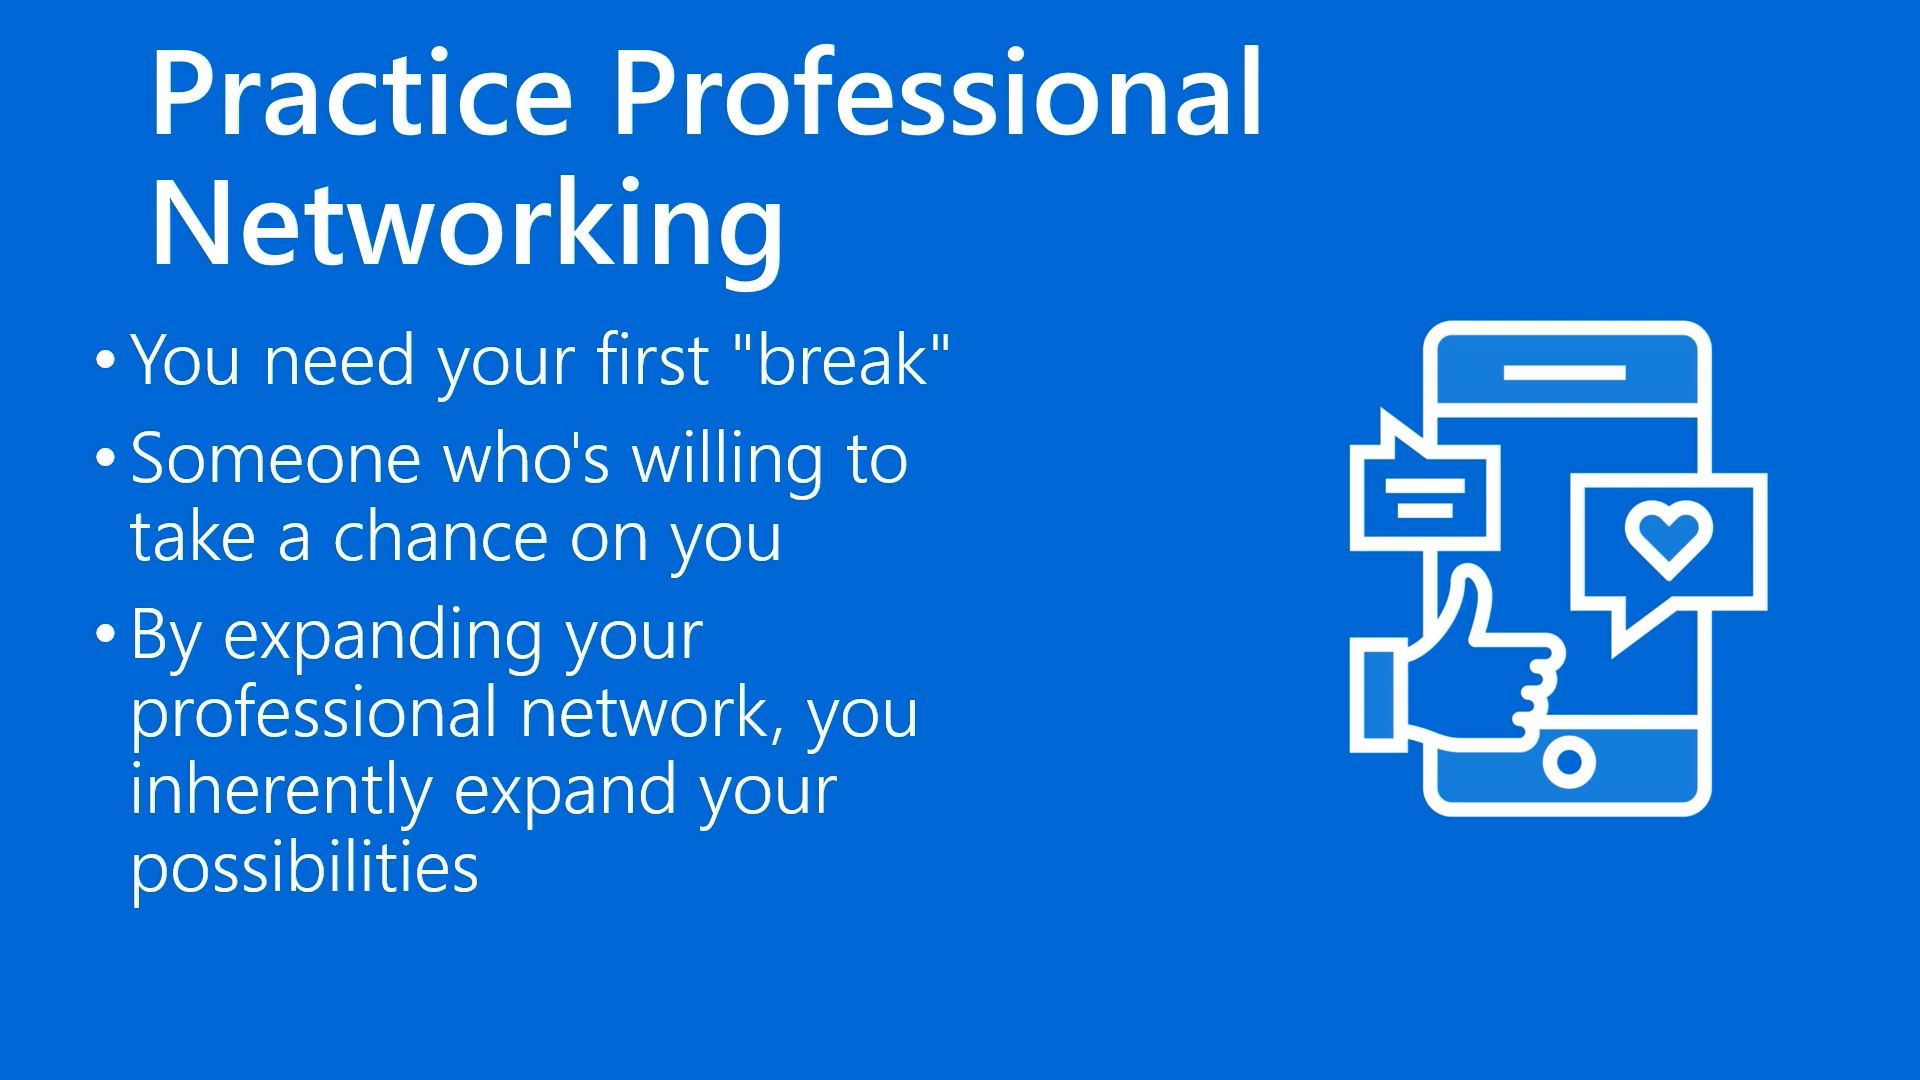 Practice Professional
Networking
• You need your first "break"
• Someone who's willing to
take a chance on you
• By expanding your
professional network, you
inherently expand your
possibilities